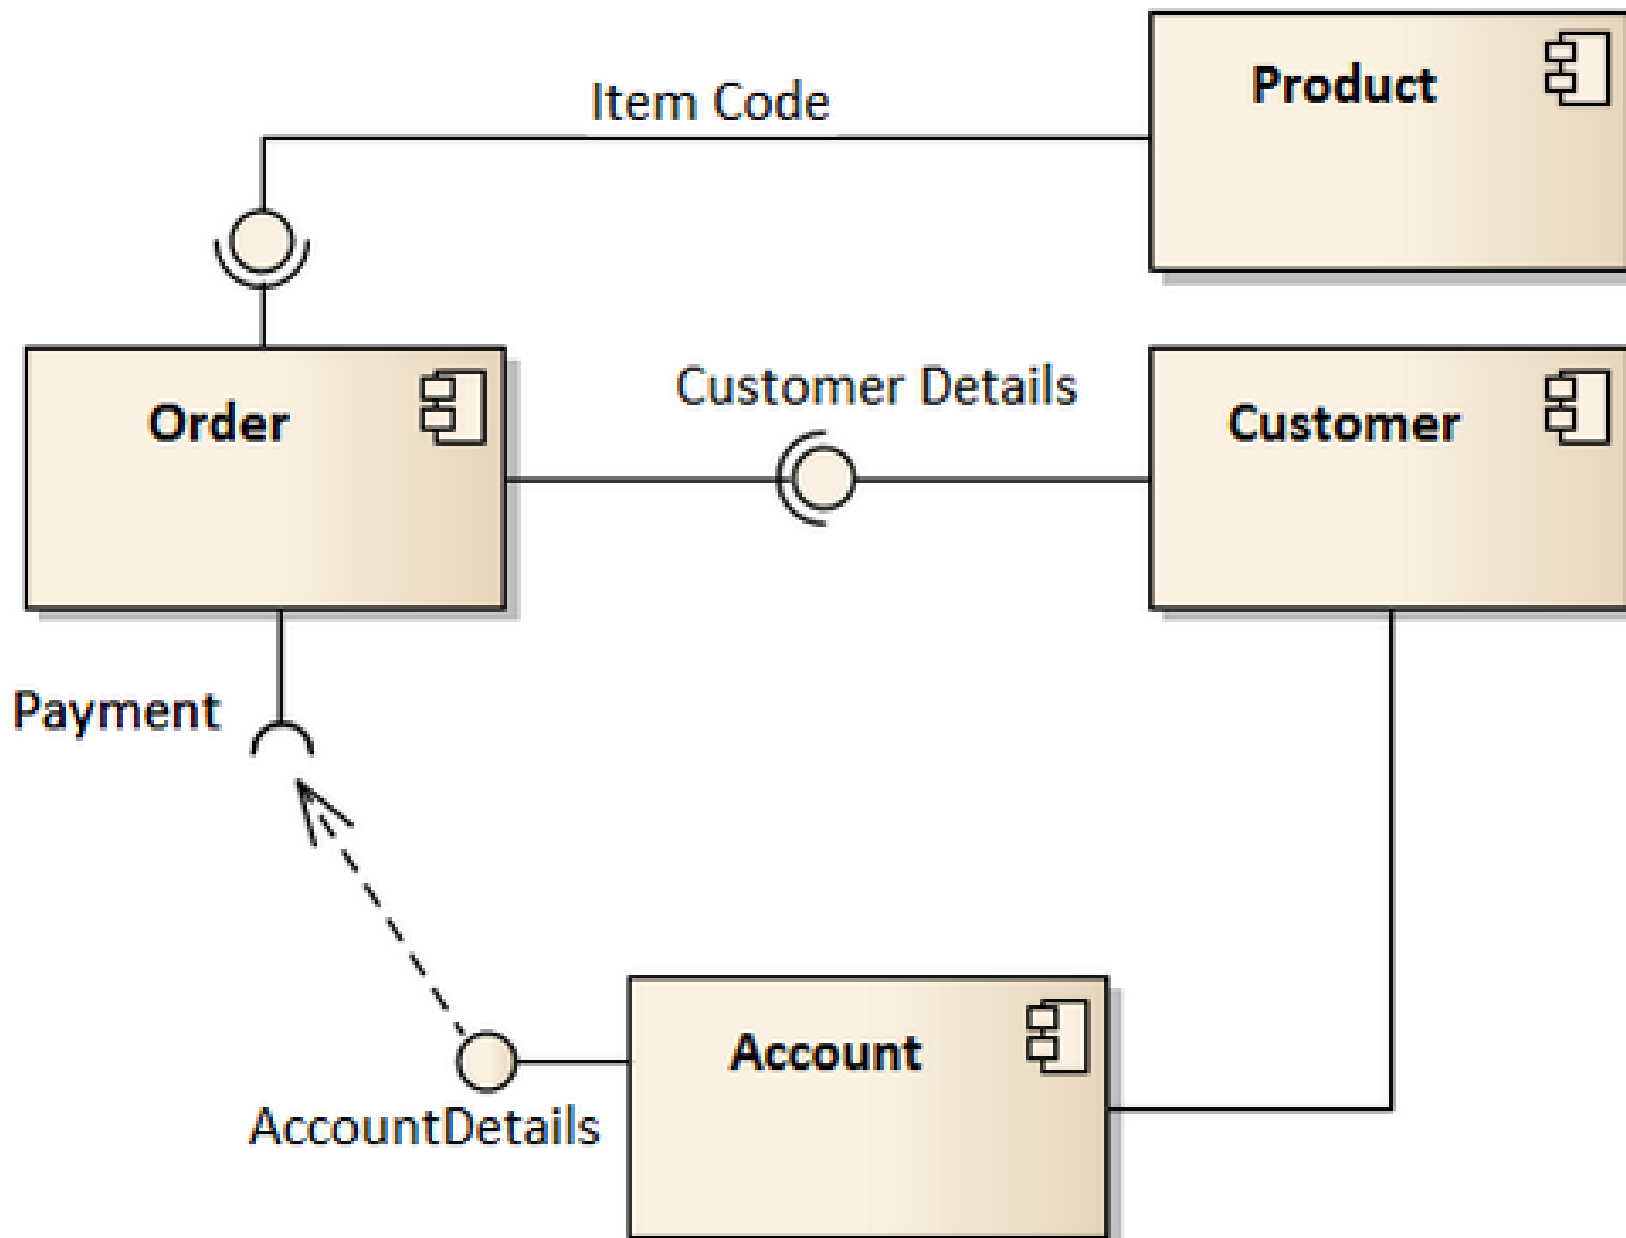 Product
Item Code
Order
Customer Details
Customer
Payment
Account
AccountDetails